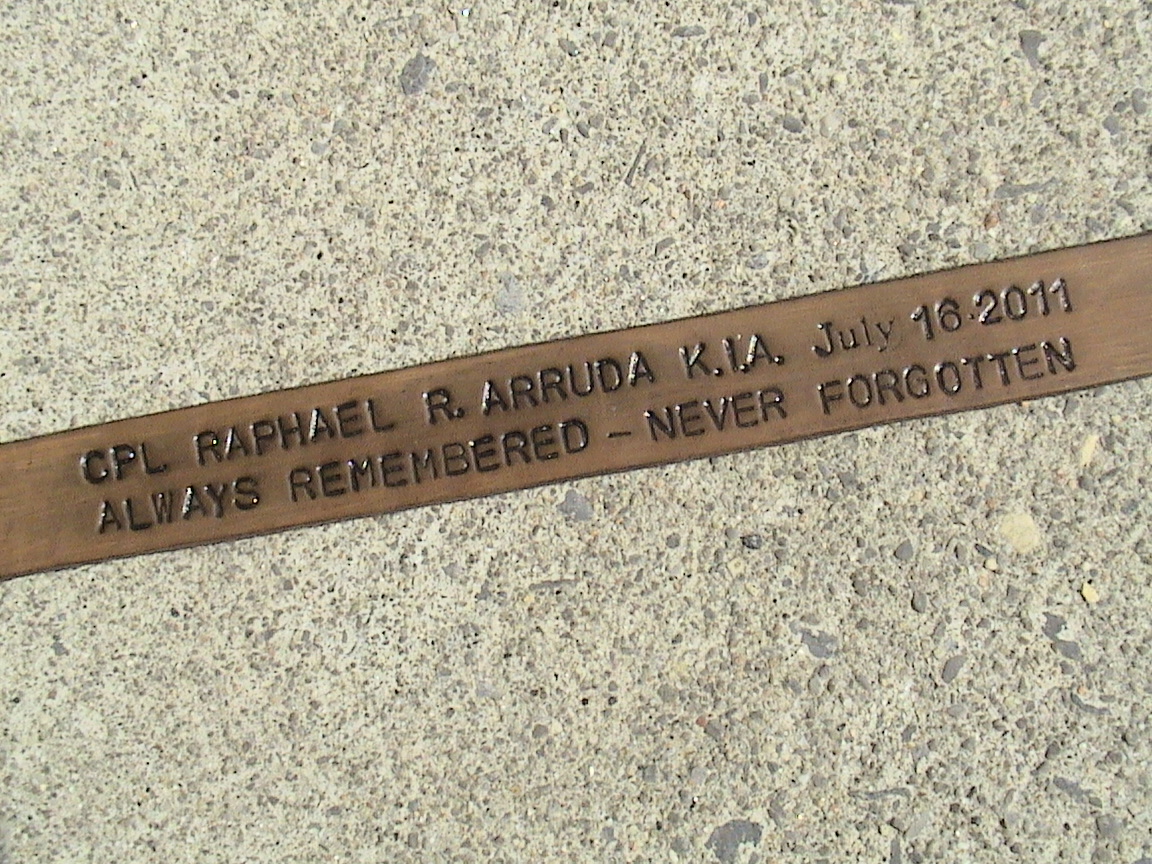 CPL RAPHAEL R. ARRUDA K.I.A. July 16·2011
ALWAYS REMEMBERED – NEVER FORGOTTEN